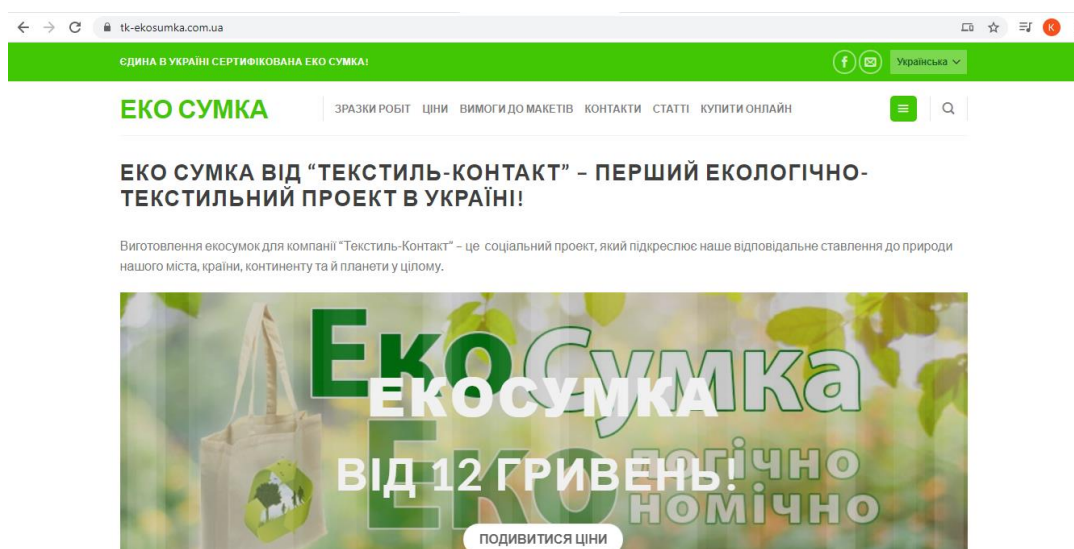 tk-ekosumka.com.ua
K
ЄДИНА В УКРАЇНІ СЕРТИФІКОВАНА ЕКО СУМКА!
Українська
ЕКО СУМКА
ЗРАЗКИ РОБІТ ЦІНИ ВИМОГИ ДО МАКЕТІВ КОНТАКТИ СТАТТІ КУПИТИ ОНЛАЙН
ЕКО СУМКА ВІД “ТЕКСТИЛЬ-КОНТАКТ” – ПЕРШИЙ ЕКОЛОГІЧНО-
ТЕКСТИЛЬНИЙ ПРОЕКТ В УКРАЇНІ!
Виготовлення екосумок для компанії “Текстиль-Контакт” – це соціальний проект, який підкреслює наше відповідальне ставлення до природи
нашого міста, країни, континенту та й планети у цілому.
ЕкоСумка
ЕКОСУМКА
Еко логічно
номічно
ВІД 12 ГРИВЕНЬ!
ПОДИВИТИСЯ ЦІНИ